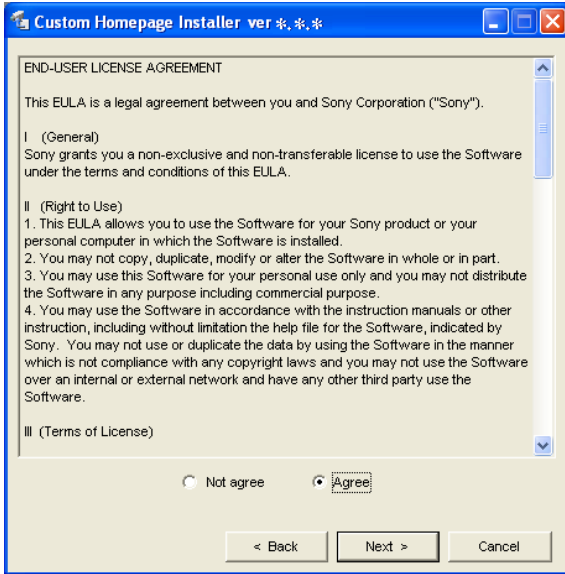 Custom Homepage Installer ver *.*.*
END-USER LICENSE AGREEMENT
This EULA is a legal agreement between you and Sony Corporation ("Sony").
I (General)
Sony grants you a non-exclusive and non-transferable license to use the Software
under the terms and conditions of this EULA.
II (Right to Use)
1. This EULA allows you to use the Software for your Sony product or your
personal computer in which the Software is installed.
2. You may not copy, duplicate, modify or alter the Software in whole or in part.
3. You may use this Software for your personal use only and you may not distribute
the Software in any purpose including commercial purpose.
4. You may use the Software in accordance with the instruction manuals or other
instruction, including without limitation the help file for the Software, indicated by
Sony. You may not use or duplicate the data by using the Software in the manner
which is not compliance with any copyright laws and you may not use the Software
over an internal or external network and have any other third party use the
Software.
III (Terms of License)
Not agree Agree
< Back Next > Cancel